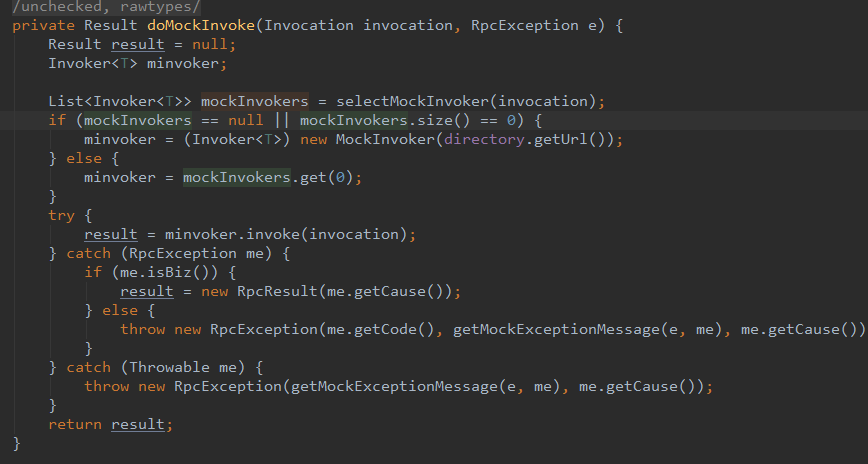 /unchecked, rawtypes/
private Result doMockInvoke(Invocation invocation, RpcException e) {
    Result result = null;
    Invoker<T> minvoker;

    List<Invoker<T>> mockInvokers = selectMockInvoker(invocation);
    if (mockInvokers == null || mockInvokers.size() == 0) {
        minvoker = (Invoker<T>) new MockInvoker(directory.getUrl());
    } else {
        minvoker = mockInvokers.get(0);
    }
    try {
        result = minvoker.invoke(invocation);
    } catch (RpcException me) {
        if (me.isBiz()) {
            result = new RpcResult(me.getCause());
        } else {
            throw new RpcException(me.getCode(), getMockExceptionMessage(e, me), me.getCause())
        }
    } catch (Throwable me) {
        throw new RpcException(getMockExceptionMessage(e, me), me.getCause());
    }
    return result;
}